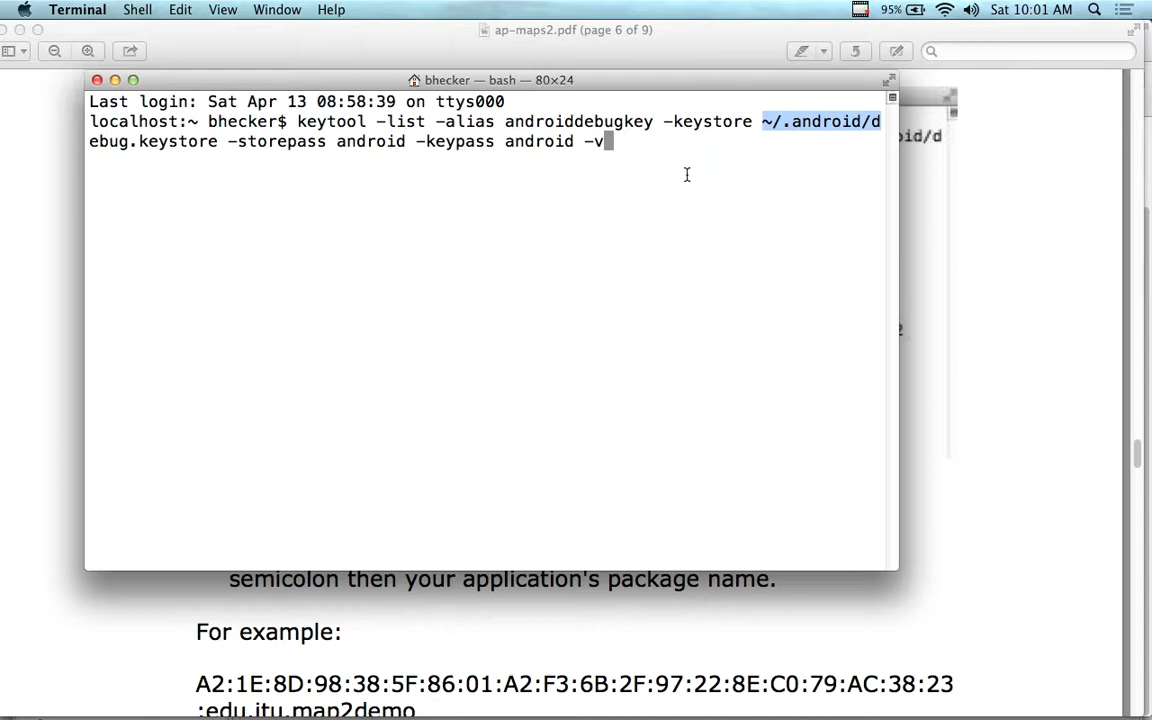 Terminal Shell Edit View Window Help 95% Sat 10:01 AM
ap-maps2.pdf (page 6 of 9)
5
bhecker — bash — 80×24
Last login: Sat Apr 13 08:58:39 on ttys000
localhost:~ bhecker$ keytool -list -alias androiddebugkey -keystore ~/.android/d
ebug.keystore -storepass android -keypass android -v
oid/d
2
semicolon then your application's package name.
For example:
A2:1E:8D:98:38:5F:86:01:A2:F3:6B:2F:97:22:8E:C0:79:AC:38:23
:edu.itu.map2demo